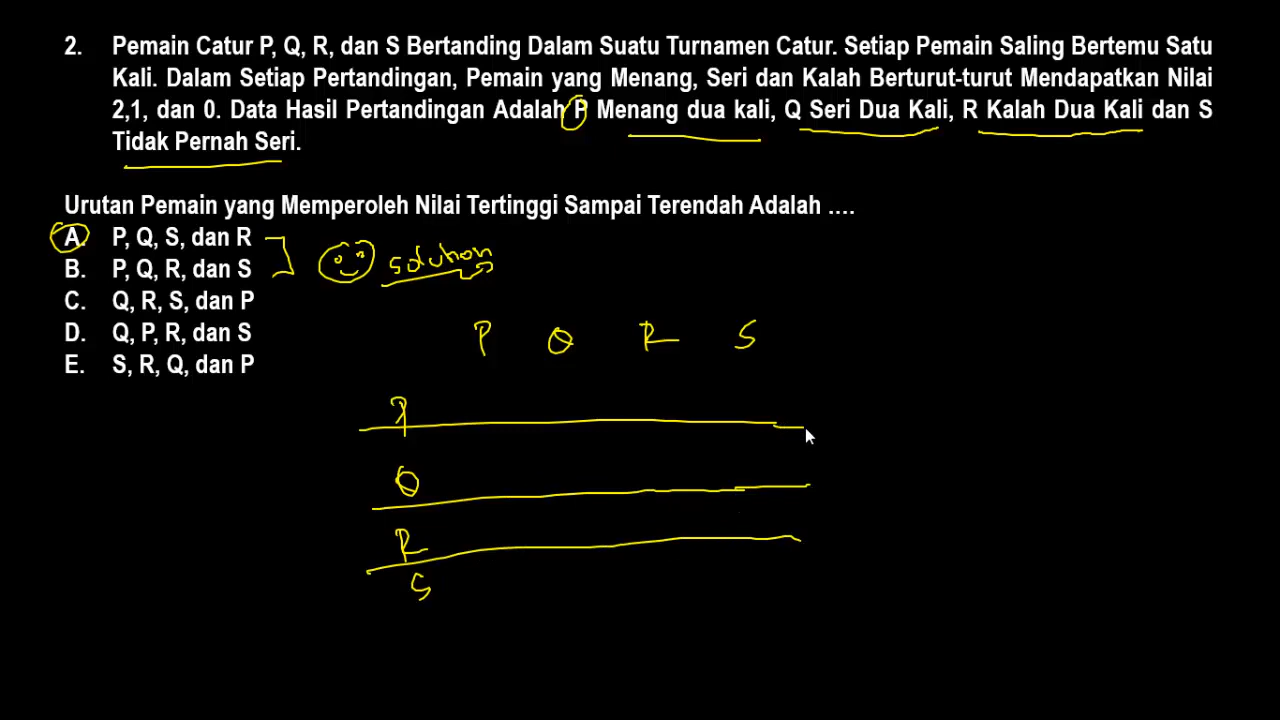 2. Pemain Catur P, Q, R, dan S Bertanding Dalam Suatu Turnamen Catur. Setiap Pemain Saling Bertemu Satu
Kali. Dalam Setiap Pertandingan, Pemain yang Menang, Seri dan Kalah Berturut-turut Mendapatkan Nilai
2,1, dan 0. Data Hasil Pertandingan Adalah P Menang dua kali, Q Seri Dua Kali, R Kalah Dua Kali dan S
Tidak Pernah Seri.
Urutan Pemain yang Memperoleh Nilai Tertinggi Sampai Terendah Adalah ....
A. P, Q, S, dan R
B. P, Q, R, dan S
solution
C. Q, R, S, dan P
D. Q, P, R, dan S
E. S, R, Q, dan P
P Q R S
P
Q
R
S